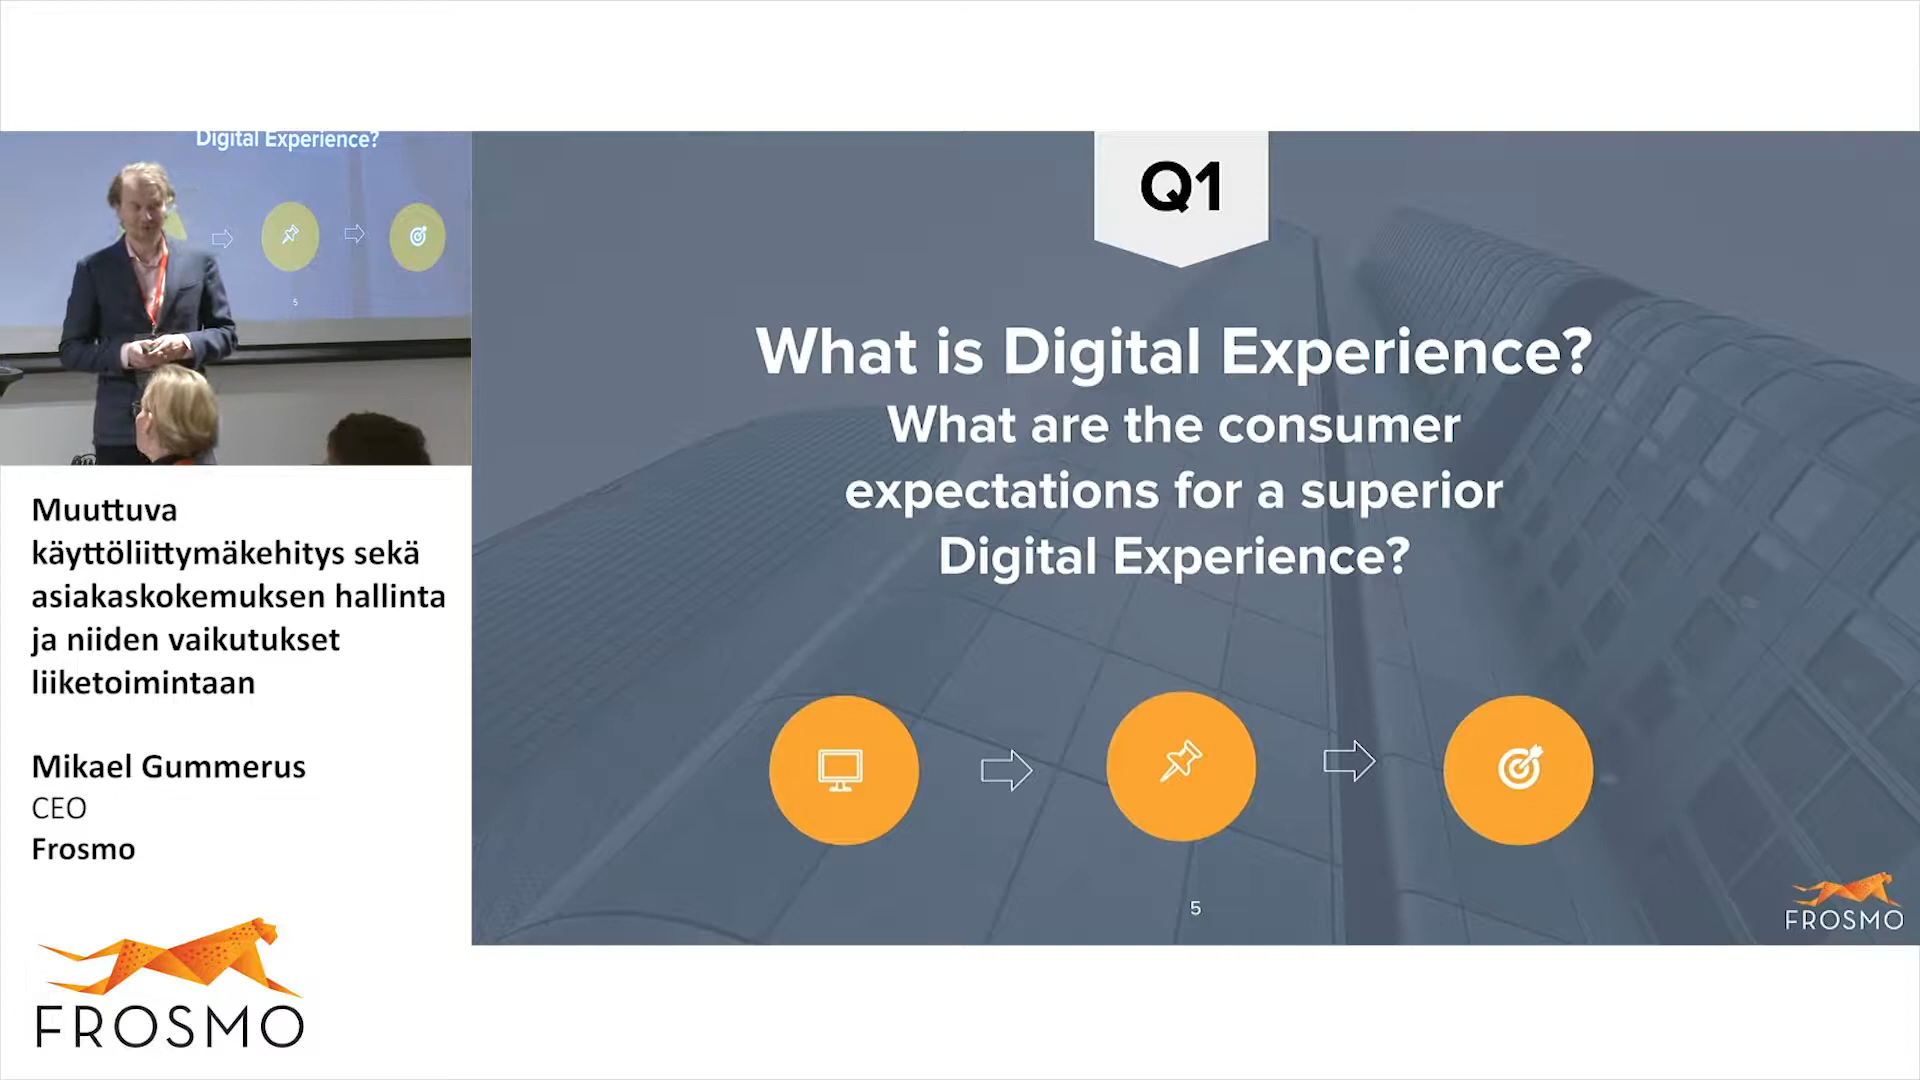 Digital Experience?
5
Muuttuva
käyttöliittymäkehitys sekä
asiakaskokemuksen hallinta
ja niiden vaikutukset
liiketoimintaan
Mikael Gummerus
CEO
Frosmo
FROSMO
Q1
What is Digital Experience?
What are the consumer
expectations for a superior
Digital Experience?
5
FROSMO